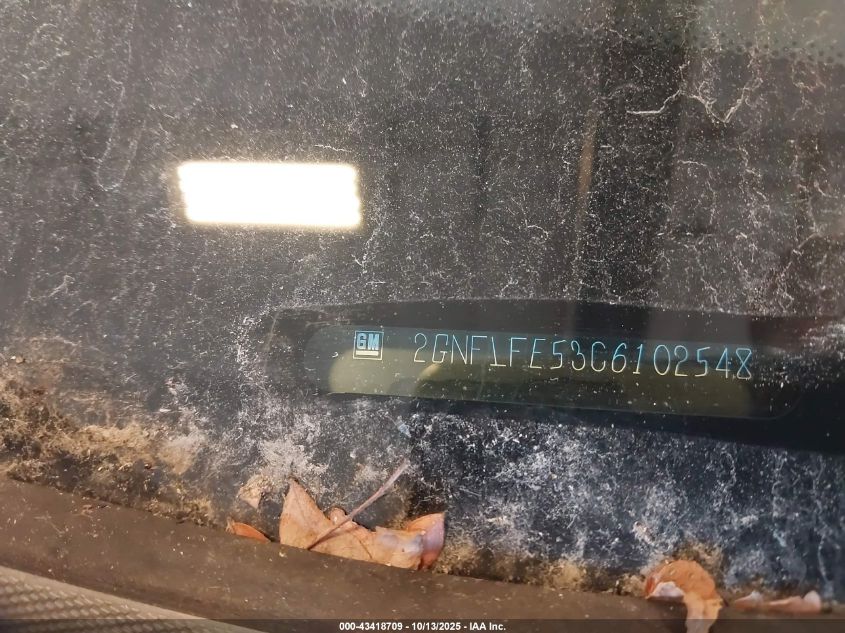 GM 2GNFLFE53C6102548
000-43418709 - 10/13/2025 - IAA Inc.